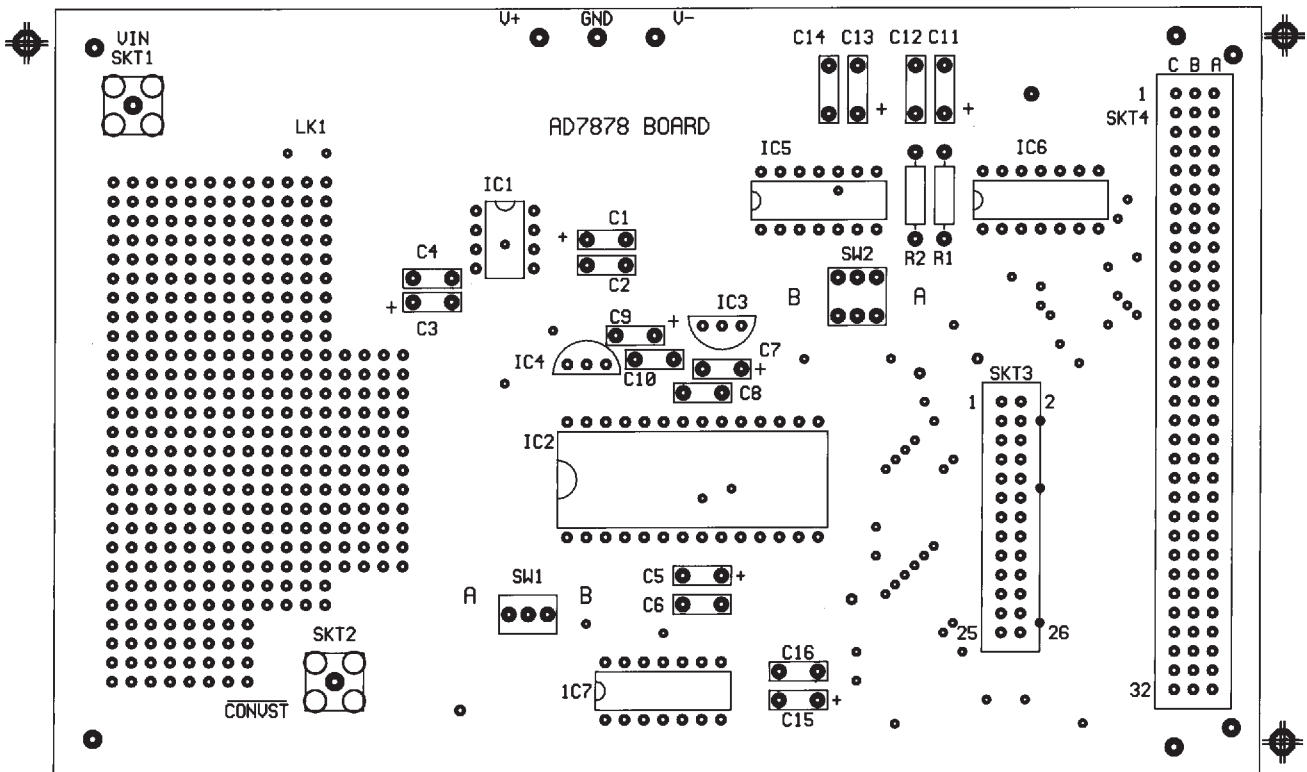 V+ GND V-
VIN
SKT1
C14 C13 C12 C11
+ +
C B A
1
SKT4
LK1
AD7878 BOARD
IC5
IC6
IC1
C1
+
C2
R2 R1
SW2
B A
C4
+
C3
C9
+
IC3
IC4
C10
C7
+
C8
SKT3
1 2
IC2
C5
+
C6
SW1
A B
25 26
SKT2
C16
1C7
C15
+
CONVST
32